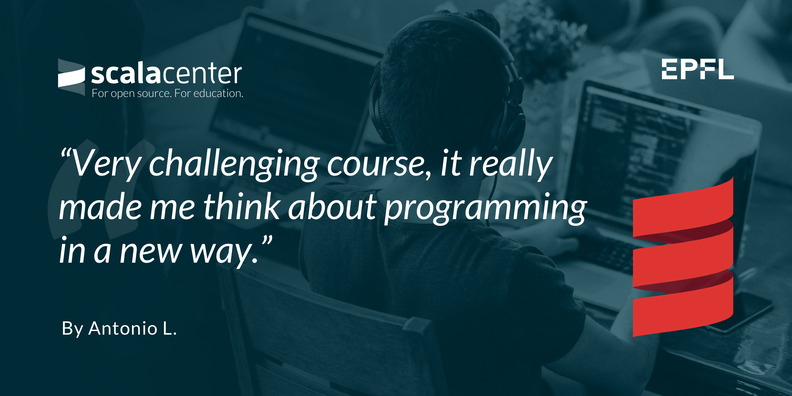 scalacenter
For open source. For education.
EPFL
“Very challenging course, it really
made me think about programming
in a new way.”
By Antonio L.